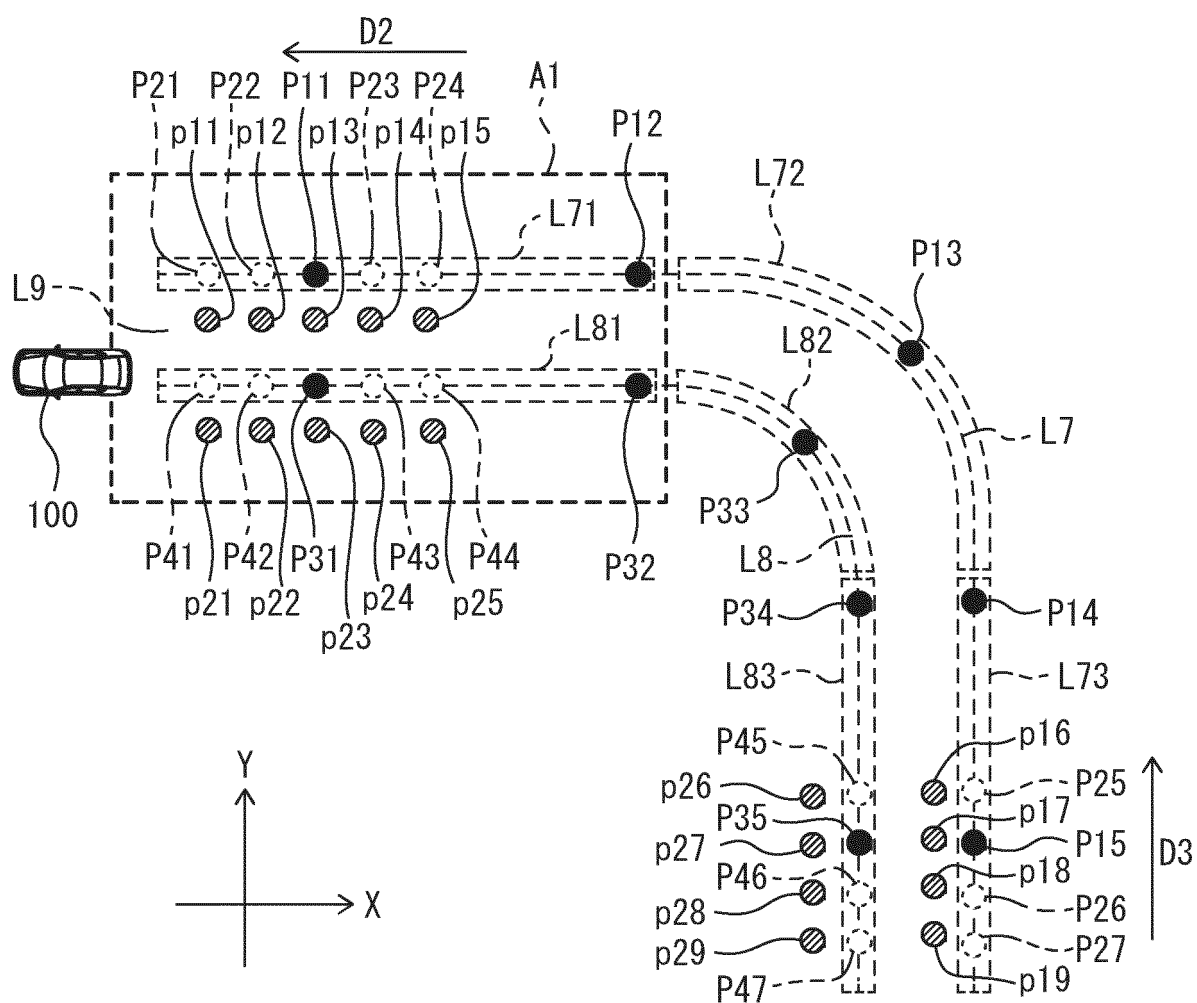 D2
P21 P22 P11 P23 P24 A1
p11 p12 p13 p14 p15 P12
L72
L71
P13
L9
L81 L82
L7
100
P33
P41 P42 P31 P43 P44 P32 L8
p21 p22 p24 p25
p23
P34 P14
L83 L73
P45 p16
Y
p26 P25
P35 p17
p27 P15
D3
P46 p18
X
p28 P26
p29 P27
P47 p19